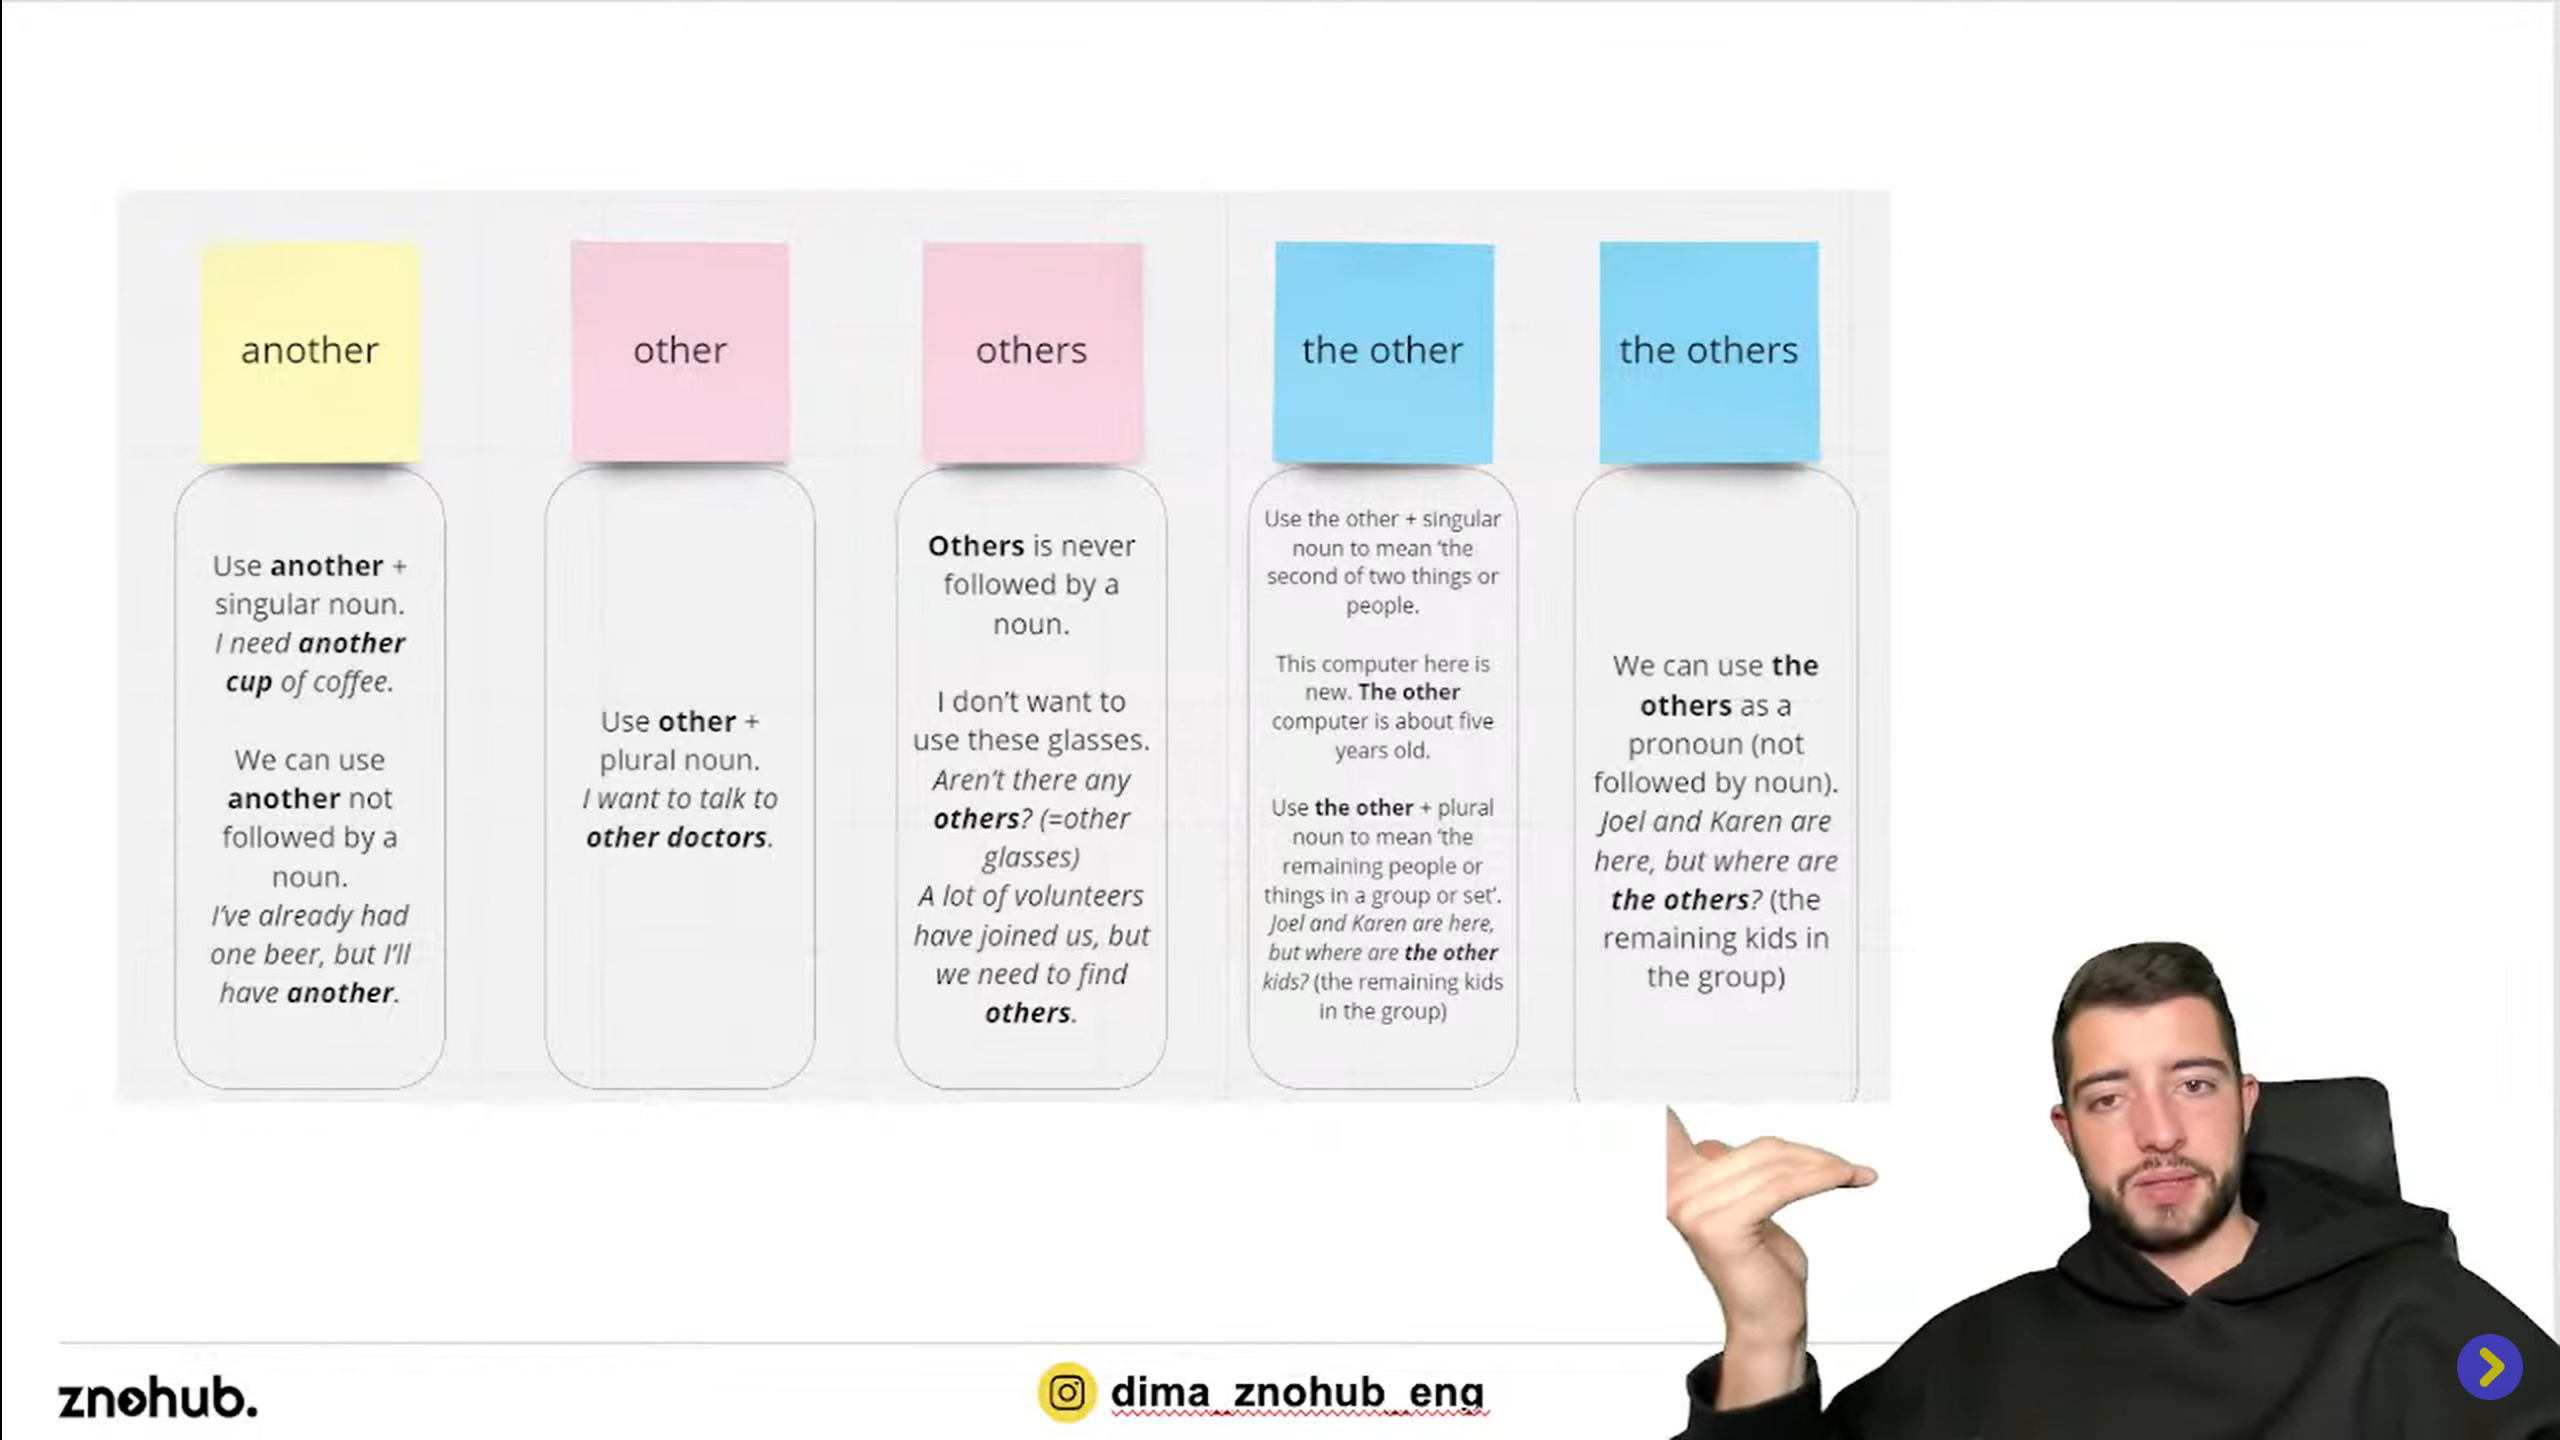 another
Use another +
singular noun.
I need another
cup of coffee.
We can use
another not
followed by a
noun.
I've already had
one beer, but I'll
have another.
other
Use other +
plural noun.
I want to talk to
other doctors.
others
Others is never
followed by a
noun.
I don't want to
use these glasses.
Aren't there any
others? (=other
glasses)
A lot of volunteers
have joined us, but
we need to find
others.
the other
Use the other + singular
noun to mean 'the
second of two things or
people.
This computer here is
new. The other
computer is about five
years old.
Use the other + plural
noun to mean 'the
remaining people or
things in a group or set'.
Joel and Karen are here,
but where are the other
kids? (the remaining kids
in the group)
the others
We can use the
others as a
pronoun (not
followed by noun).
Joel and Karen are
here, but where are
the others? (the
remaining kids in
the group)
znohub.
dima_znohub_eng